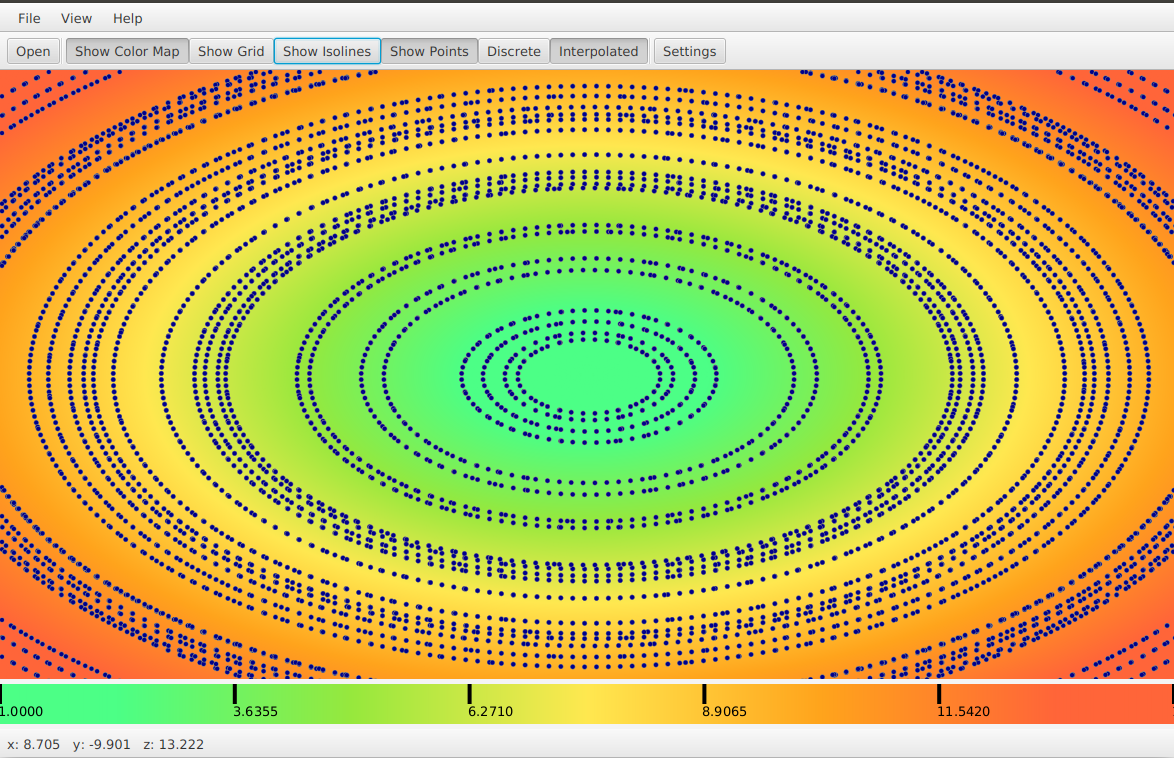 File View Help
Open Show Color Map Show Grid Show Isolines Show Points Discrete Interpolated Settings
1.0000 3.6355 6.2710 8.9065 11.5420
x: 8.705 y: -9.901 z: 13.222